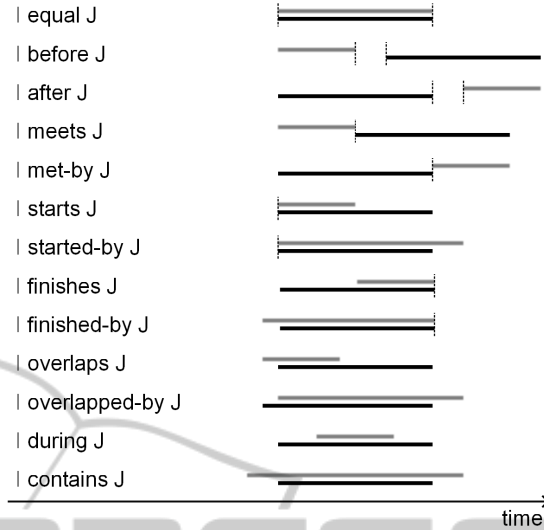 I equal J
I before J
I after J
I meets J
I met-by J
I starts J
I started-by J
I finishes J
I finished-by J
I overlaps J
I overlapped-by J
I during J
I contains J
time